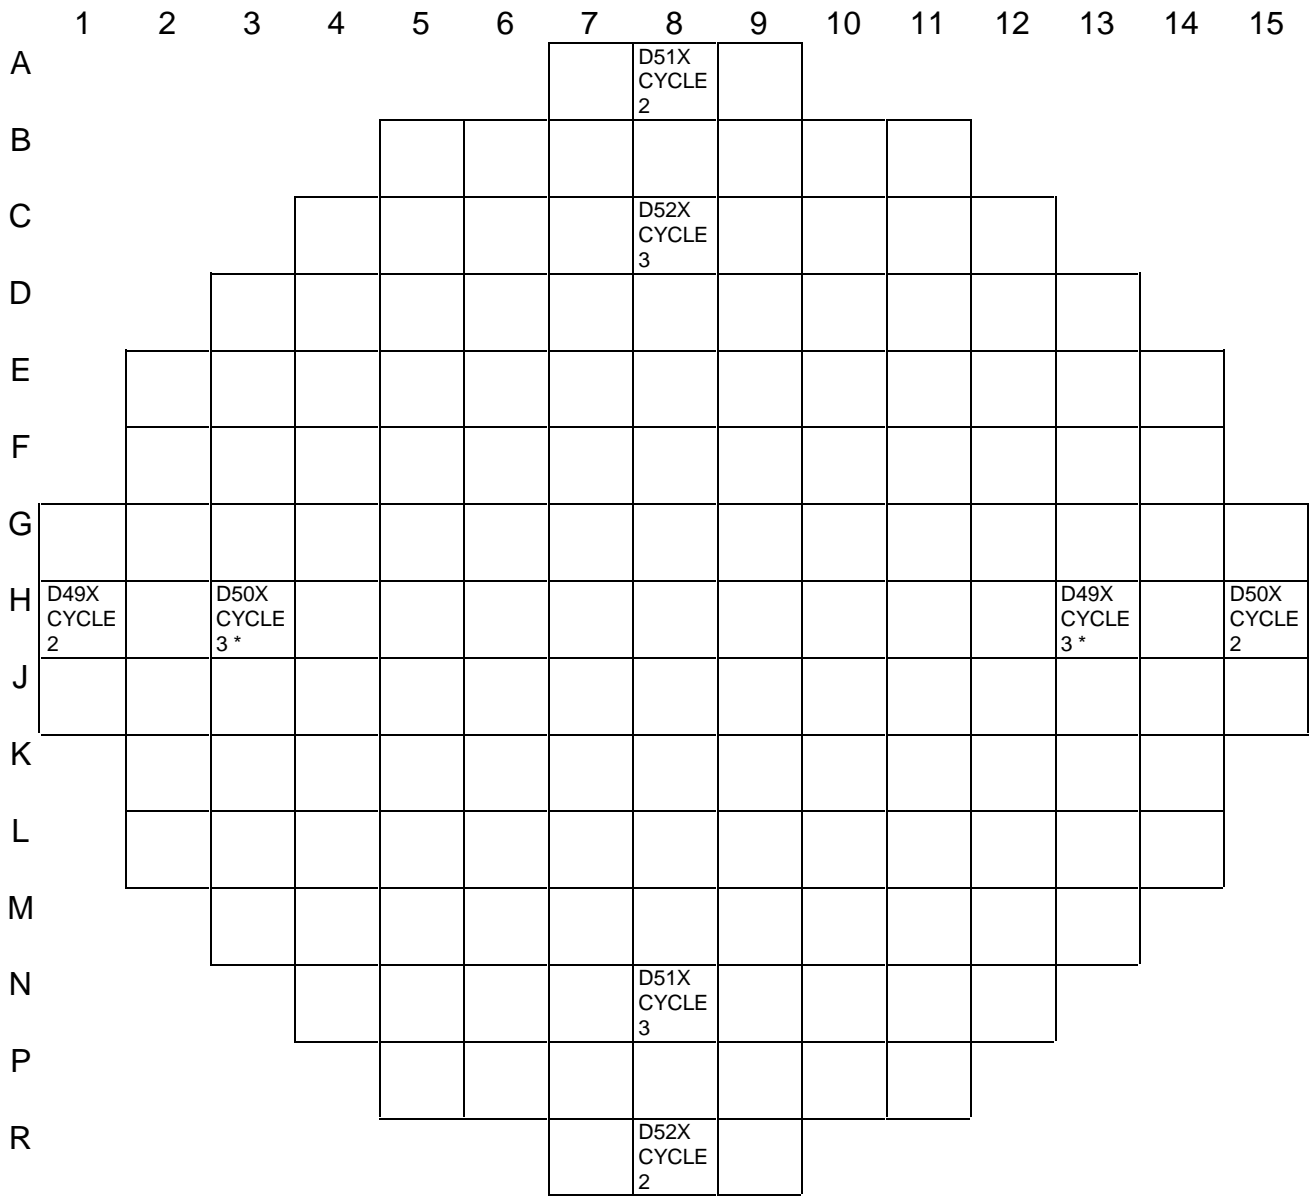 1 2 3 4 5 6 7 8 9 10 11 12 13 14 15
A
D51X
CYCLE
2
B
C
D52X
CYCLE
3
D
E
F
G
H
D49X
CYCLE
2
D50X
CYCLE
3 *
D49X
CYCLE
3 *
D50X
CYCLE
2
J
K
L
M
N
D51X
CYCLE
3
P
R
D52X
CYCLE
2